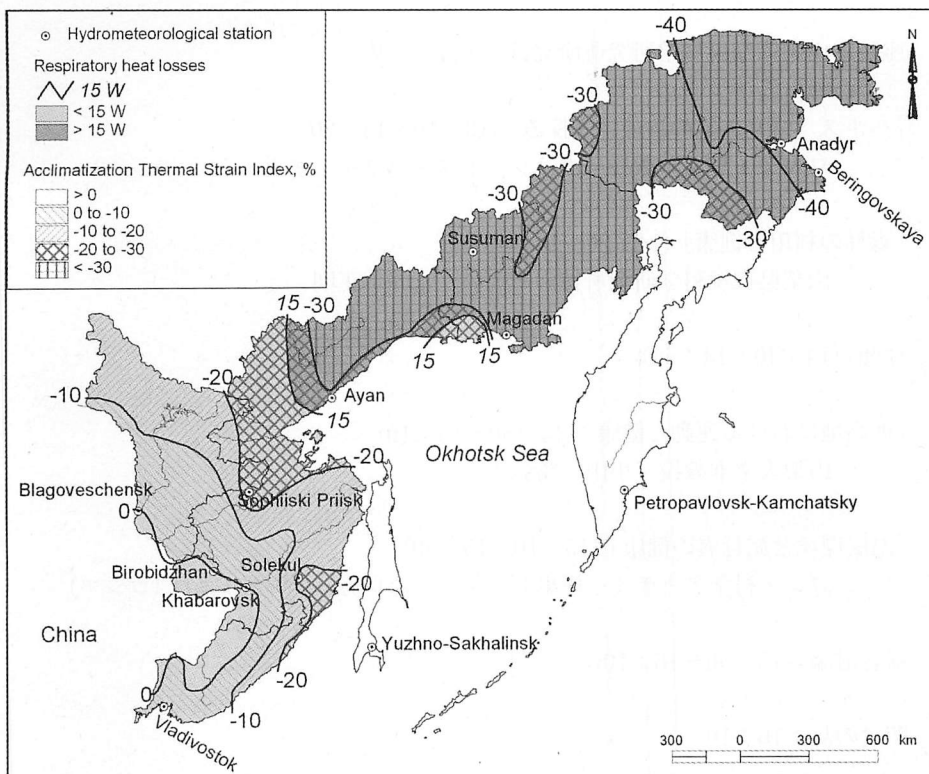 Hydrometeorological station
Respiratory heat losses
15 W
< 15 W
> 15 W
Acclimatization Thermal Strain Index, %
> 0
0 to -10
-10 to -20
-20 to -30
< -30
N
-40
-30
-30
Anadyr
Beringovskaya
-30
-30
-40
-30
Susuman
15
-30
Magadan
15
15
-20
Ayan
15
-10
Okhotsk Sea
-20
Blagoveschensk
Sophiiski Priisk
Petropavlovsk-Kamchatsky
0
Birobidzhan
Solekul
-20
Khabarovsk
China
Yuzhno-Sakhalinsk
-20
0
-10
Vladivostok
300 0 300 600 km